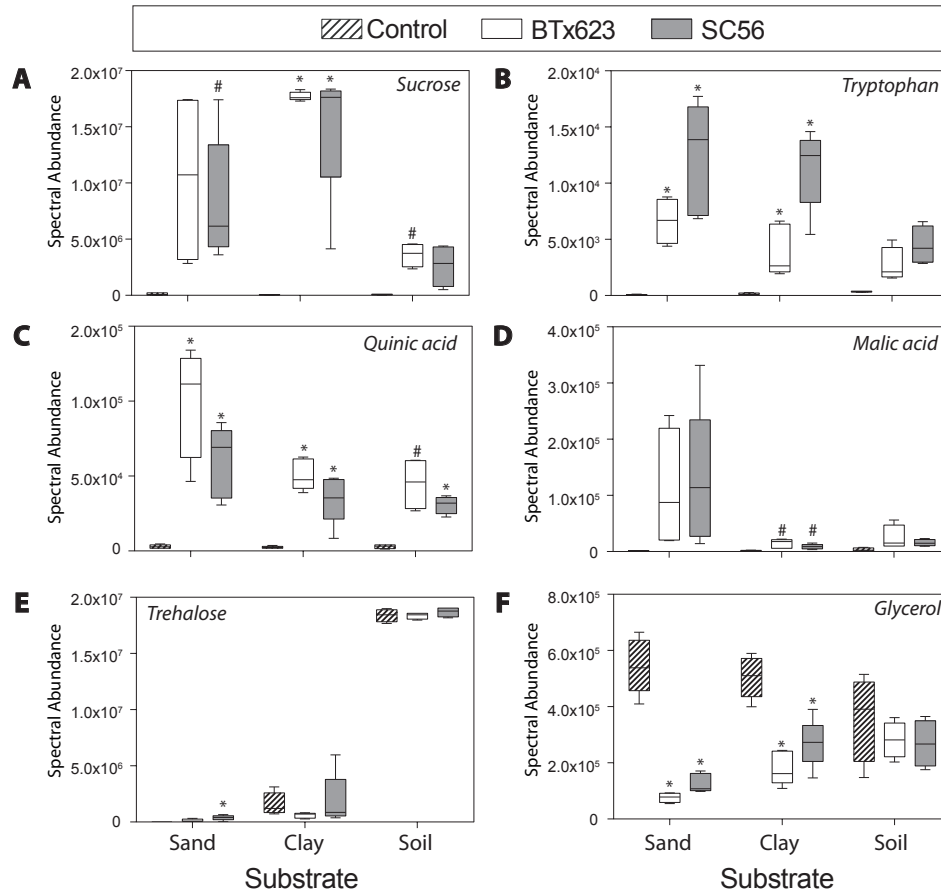 Control BTx623 SC56
A B
Sucrose Tryptophan
Spectral Abundance Spectral Abundance
2.0x10⁷ 2.0x10⁴
1.5x10⁷ 1.5x10⁴
1.0x10⁷ 1.0x10⁴
5.0x10⁶ 5.0x10³
0 0
# * * #
* * * *
C D
Quinic acid Malic acid
Spectral Abundance Spectral Abundance
2.0x10⁵ 4.0x10⁵
1.0x10⁵ 3.0x10⁵
5.0x10⁴ 2.0x10⁵
0 1.0x10⁵
0
* * * * # *
# #
E F
Trehalose Glycerol
Spectral Abundance Spectral Abundance
2.0x10⁷ 8.0x10⁵
1.5x10⁷ 6.0x10⁵
1.0x10⁷ 4.0x10⁵
5.0x10⁶ 2.0x10⁵
0 0
*
* * * *
Sand Clay Soil Sand Clay Soil
Substrate Substrate